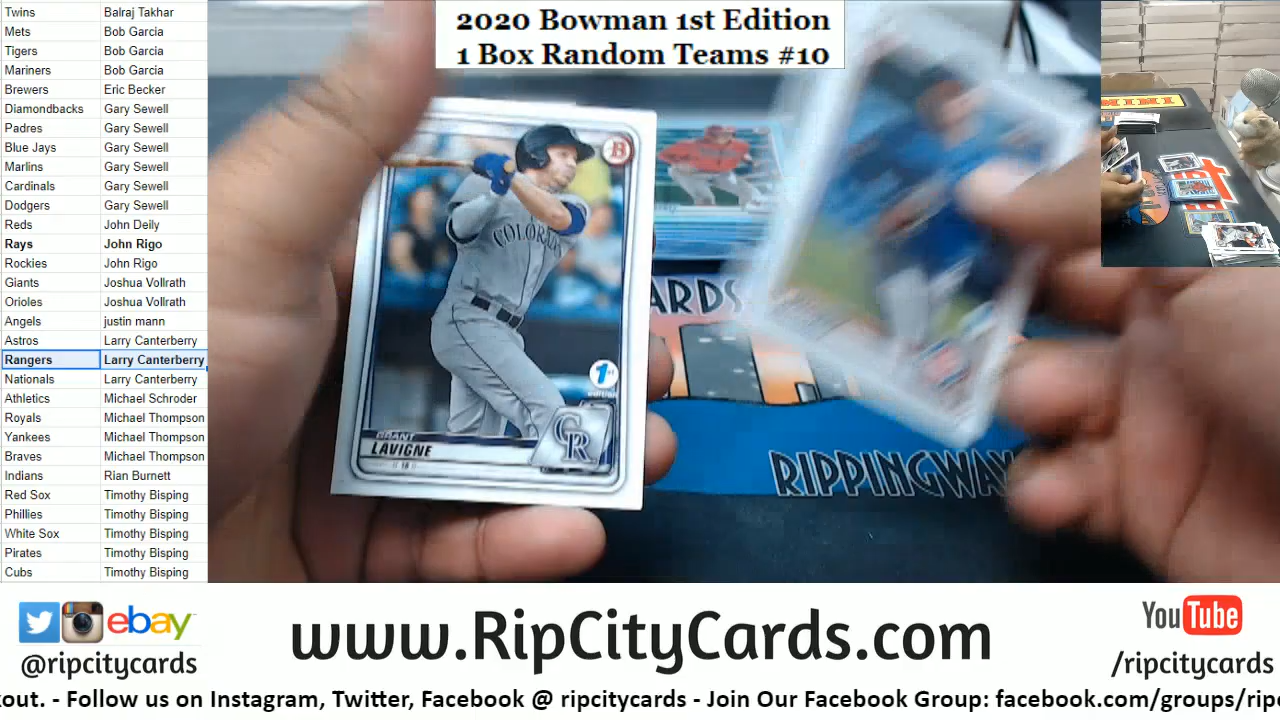 2020 Bowman 1st Edition
1 Box Random Teams #10
Twins Balraj Takhar
Mets Bob Garcia
Tigers Bob Garcia
Mariners Bob Garcia
Brewers Eric Becker
Diamondbacks Gary Sewell
Padres Gary Sewell
Blue Jays Gary Sewell
Marlins Gary Sewell
Cardinals Gary Sewell
Dodgers Gary Sewell
Reds John Deily
Rays John Rigo
Rockies John Rigo
Giants Joshua Vollrath
Orioles Joshua Vollrath
Angels justin mann
Astros Larry Canterberry
Rangers Larry Canterberry
Nationals Larry Canterberry
Athletics Michael Schroder
Royals Michael Thompson
Yankees Michael Thompson
Braves Michael Thompson
Indians Rian Burnett
Red Sox Timothy Bisping
Phillies Timothy Bisping
White Sox Timothy Bisping
Pirates Timothy Bisping
Cubs Timothy Bisping
B
COLORA
1st
EDITION
CR
GRANT
LAVIGNE
ARDS
RIPPINGWAX
PANINI
ebay
@ripcitycards
www.RipCityCards.com
YouTube
/ripcitycards
kout. - Follow us on Instagram, Twitter, Facebook @ ripcitycards - Join Our Facebook Group: facebook.com/groups/ripc